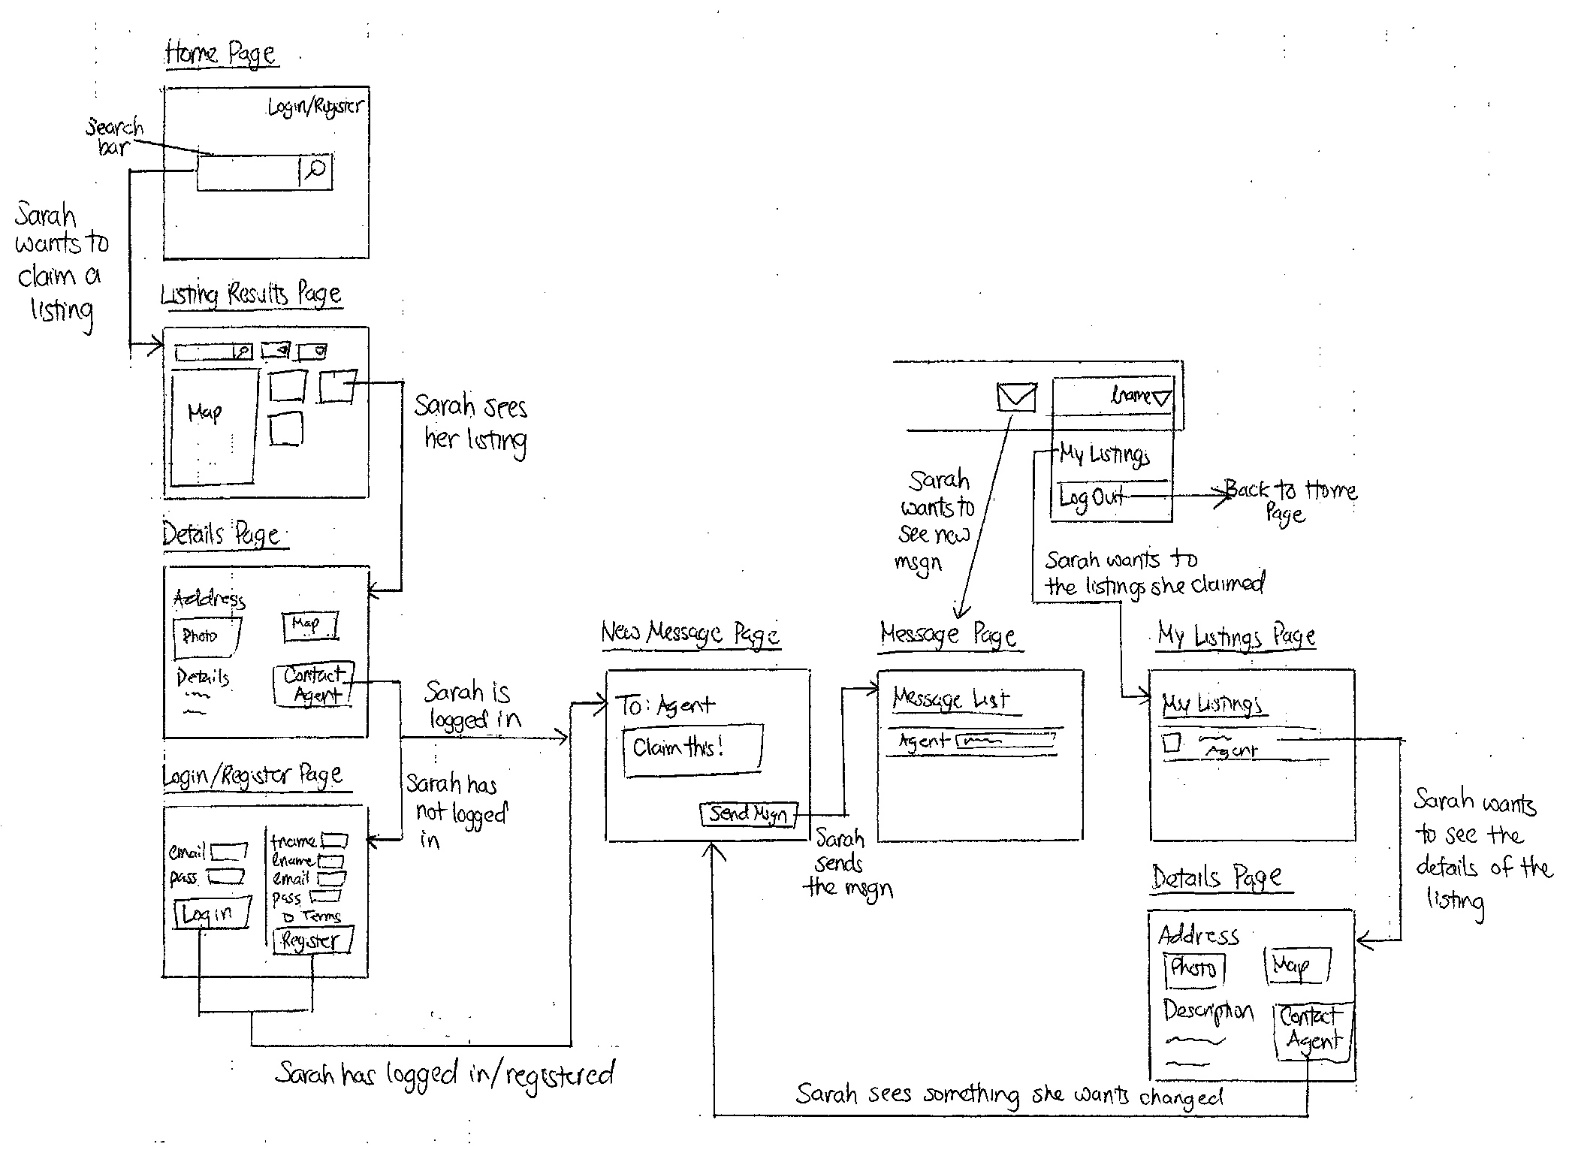 Home Page
Login/Register
Search
bar
Sarah
wants to
claim a
listing
Listing Results Page
Map
Sarah sees
her listing
Details Page
Address
Photo
Map
Details
Contact
Agent
Sarah is
logged in
Login/Register Page
Sarah has
not logged
in
email
pass
Login
fname
lname
email
pass
Terms
Register
Sarah has logged in/registered
New Message Page
To: Agent
Claim this!
Send Msgn
Sarah
sends
the msgn
My Listings
Log Out
Back to Home
Page
Sarah
wants to
see new
msgn
Sarah wants to
the listings she claimed
Message Page
Message List
Agent
My Listings Page
My Listings
Agent
Sarah wants
to see the
details of the
listing
Details Page
Address
Photo
Map
Description
Contact
Agent
Sarah sees something she wants changed